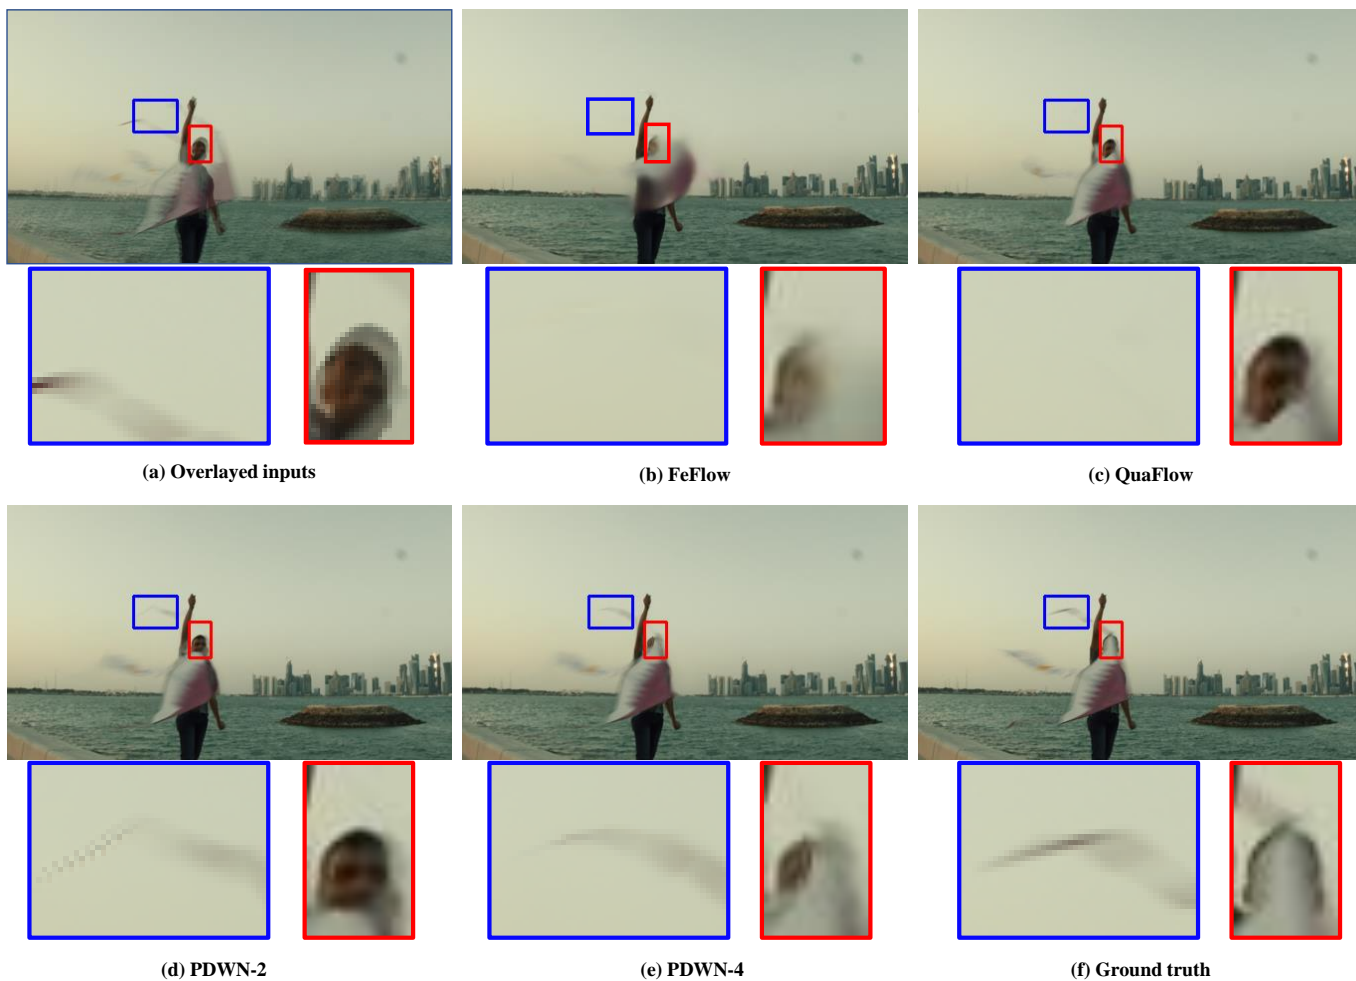 (a) Overlayed inputs
(b) FeFlow
(c) QuaFlow
(d) PDWN-2
(e) PDWN-4
(f) Ground truth